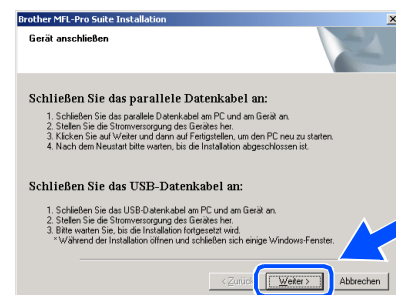 Brother MFL-Pro Suite Installation
Gerät anschließen
Schließen Sie das parallele Datenkabel an:
1. Schließen Sie das parallele Datenkabel am PC und am Gerät an.
2. Stellen Sie die Stromversorgung des Gerätes her.
3. Klicken Sie auf Weiter und dann auf Fertigstellen, um den PC neu zu starten.
4. Nach dem Neustart bitte warten, bis die Installation abgeschlossen ist.
Schließen Sie das USB-Datenkabel an:
1. Schließen Sie das USB-Datenkabel am PC und am Gerät an.
2. Stellen Sie die Stromversorgung des Gerätes her.
3. Bitte warten Sie, bis die Installation fortgesetzt wird.
* Während der Installation öffnen und schließen sich einige Windows-Fenster.
< Zurück Weiter > Abbrechen